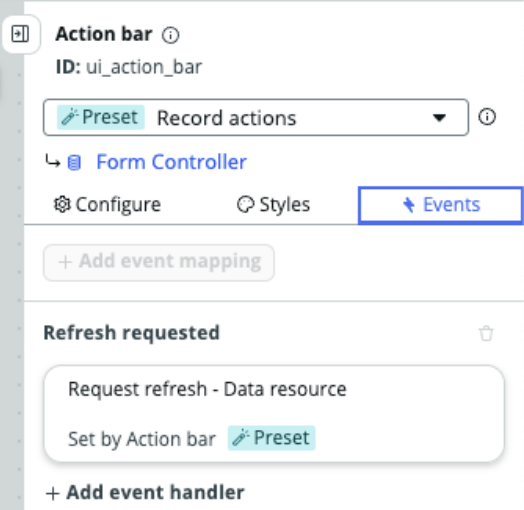 Action bar
ID: ui_action_bar
Preset Record actions
Form Controller
Configure Styles Events
+ Add event mapping
Refresh requested
Request refresh - Data resource
Set by Action bar Preset
+ Add event handler